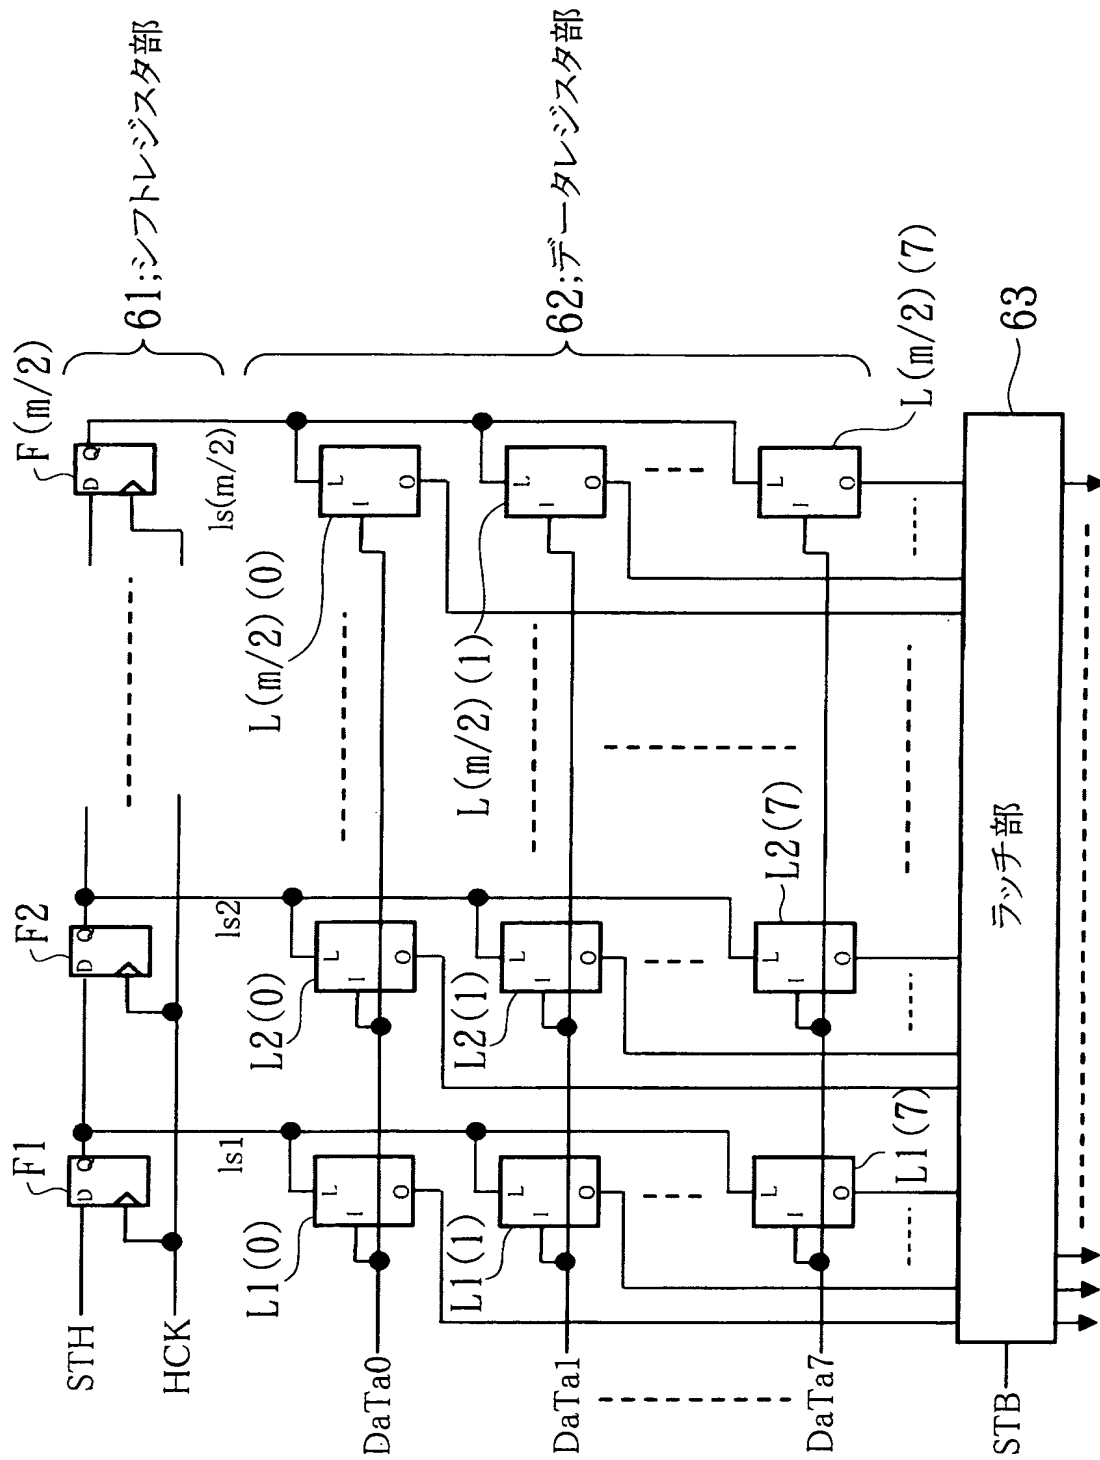 61;シフトレジスタ部
62;データレジスタ部
F1
F2
F(m/2)
D
Q
D
Q
D
Q
STH
HCK
ls1
ls2
ls(m/2)
L1(0)
L2(0)
L(m/2)(0)
L
I
O
L
I
O
L
I
O
DaTa0
L1(1)
L2(1)
L(m/2)(1)
L
I
O
L
I
O
L
I
O
DaTa1
L1(7)
L2(7)
L(m/2)(7)
L
I
O
L
I
O
L
I
O
DaTa7
STB
ラッチ部
63